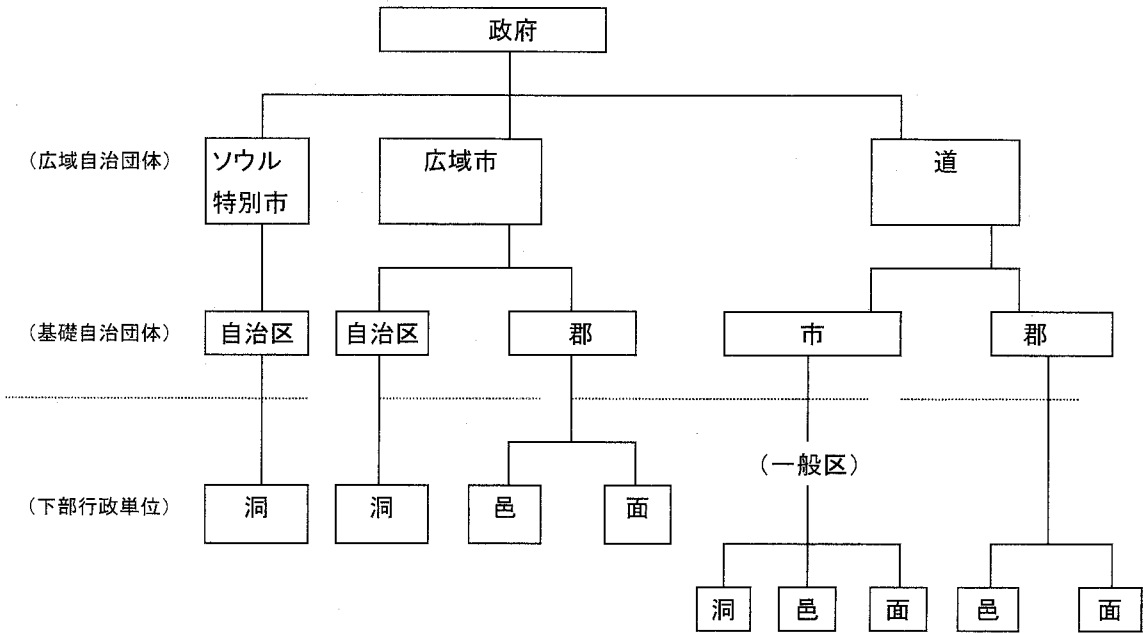 政府
（広域自治団体）
ソウル
特別市
広域市
道
（基礎自治団体）
自治区
自治区
郡
市
郡
（一般区）
（下部行政単位）
洞
洞
邑
面
洞
邑
面
邑
面